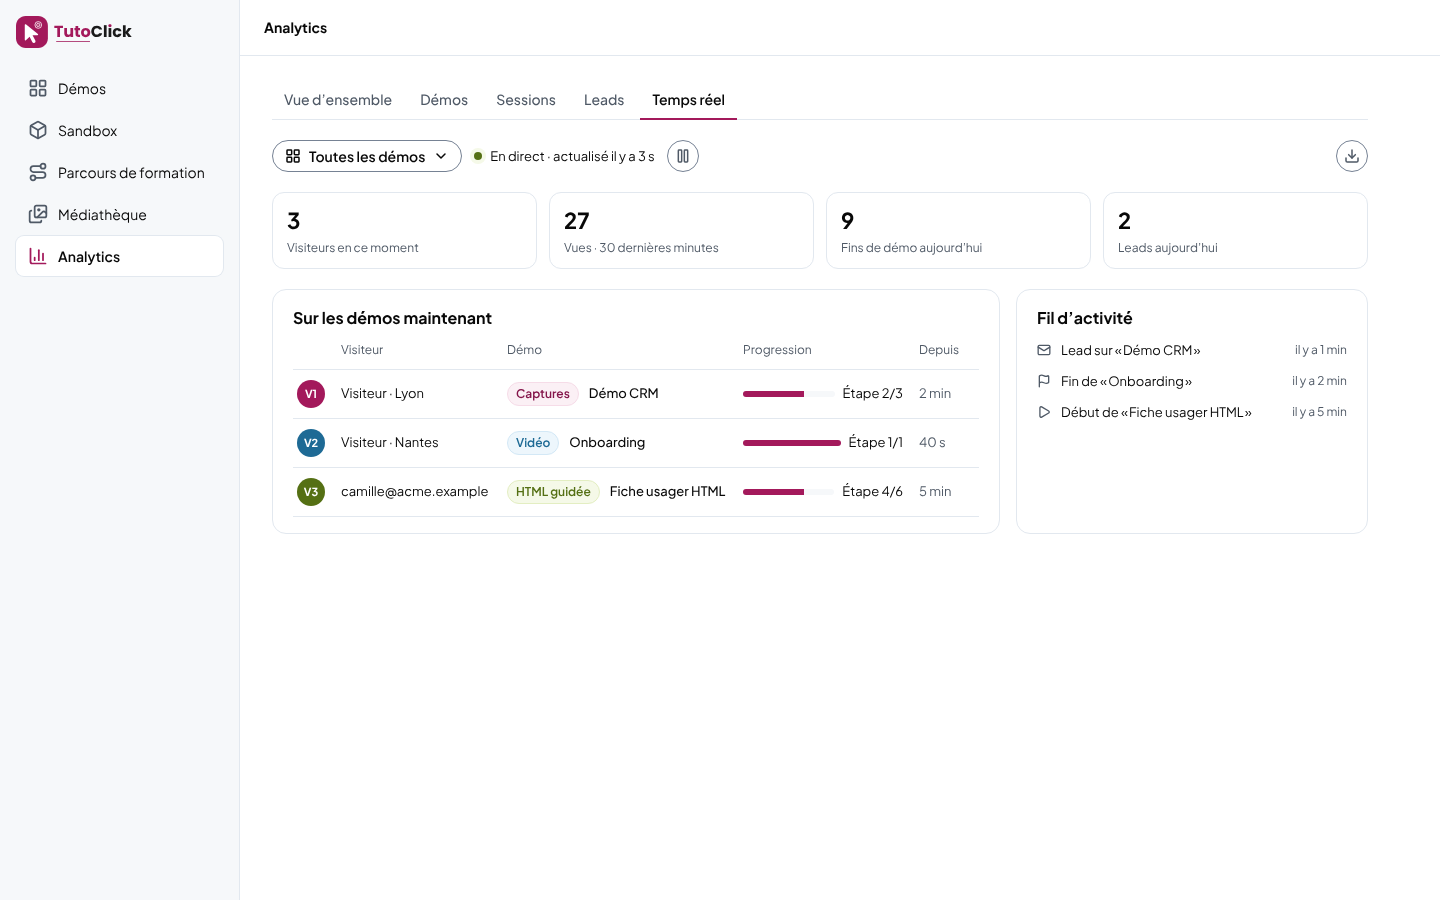 TutoClick
Démos
Sandbox
Parcours de formation
Médiathèque
Analytics
Analytics
Vue d’ensemble Démos Sessions Leads Temps réel
Toutes les démos En direct · actualisé il y a 3 s
3
Visiteurs en ce moment
27
Vues · 30 dernières minutes
9
Fins de démo aujourd’hui
2
Leads aujourd’hui
Sur les démos maintenant
Visiteur Démo Progression Depuis
V1 Visiteur · Lyon Captures Démo CRM Étape 2/3 2 min
V2 Visiteur · Nantes Vidéo Onboarding Étape 1/1 40 s
V3 camille@acme.example HTML guidée Fiche usager HTML Étape 4/6 5 min
Fil d’activité
Lead sur « Démo CRM » il y a 1 min
Fin de « Onboarding » il y a 2 min
Début de « Fiche usager HTML » il y a 5 min